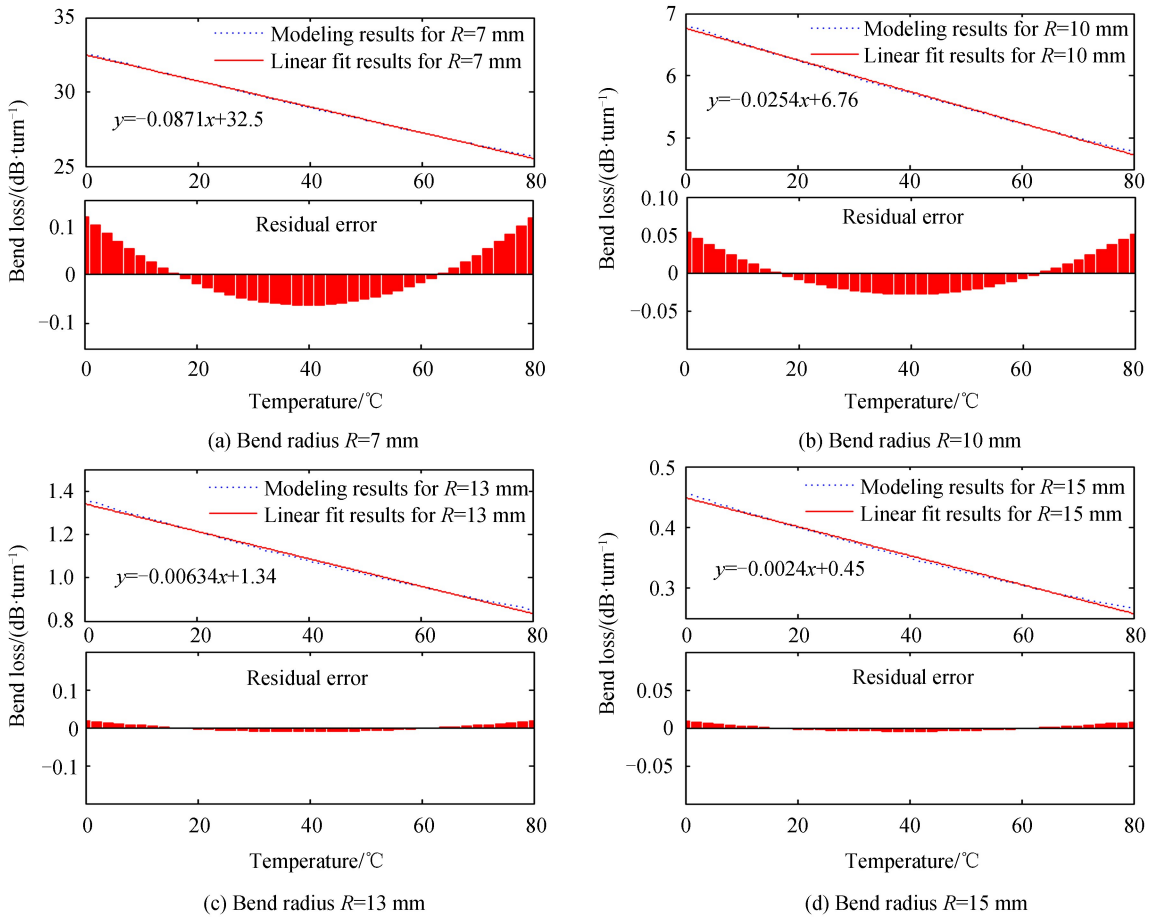 Bend loss/(dB·turn⁻¹)
35
30
25
Modeling results for R=7 mm
Linear fit results for R=7 mm
y=−0.0871x+32.5
0 20 40 60 80
0.1
0
−0.1
Residual error
0 20 40 60 80
Temperature/℃
(a) Bend radius R=7 mm
Bend loss/(dB·turn⁻¹)
7
6
5
Modeling results for R=10 mm
Linear fit results for R=10 mm
y=−0.0254x+6.76
0 20 40 60 80
0.10
0.05
0
−0.05
Residual error
0 20 40 60 80
Temperature/℃
(b) Bend radius R=10 mm
Bend loss/(dB·turn⁻¹)
1.4
1.2
1.0
0.8
Modeling results for R=13 mm
Linear fit results for R=13 mm
y=−0.00634x+1.34
0 20 40 60 80
0.1
0
−0.1
Residual error
0 20 40 60 80
Temperature/℃
(c) Bend radius R=13 mm
Bend loss/(dB·turn⁻¹)
0.5
0.4
0.3
Modeling results for R=15 mm
Linear fit results for R=15 mm
y=−0.0024x+0.45
0 20 40 60 80
0.05
0
−0.05
Residual error
0 20 40 60 80
Temperature/℃
(d) Bend radius R=15 mm